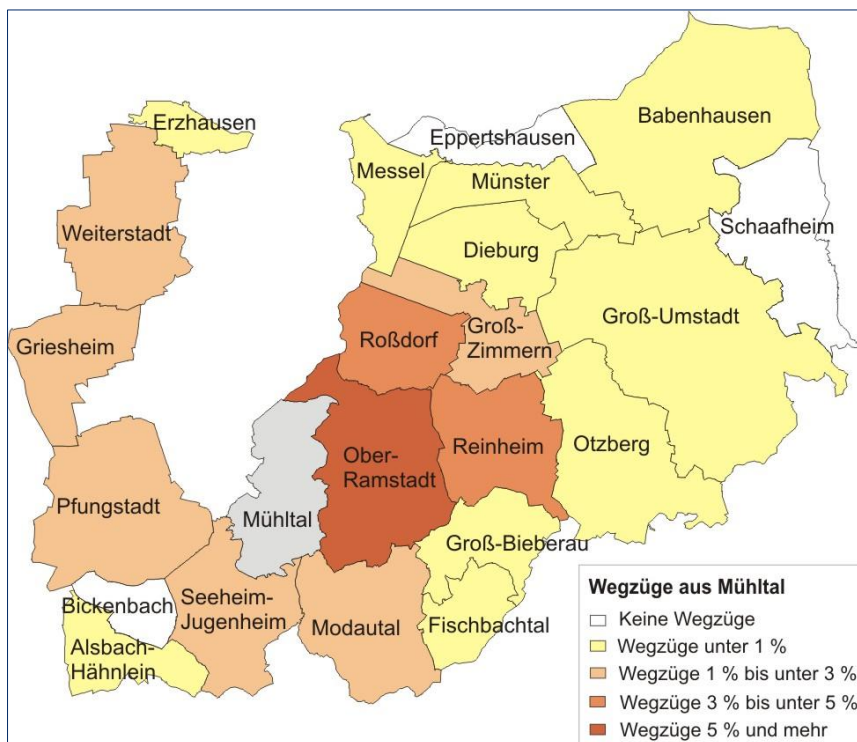 Erzhausen
Babenhausen
Eppertshausen
Messel
Münster
Schaafheim
Weiterstadt
Dieburg
Groß-Umstadt
Griesheim
Roßdorf
Groß-
Zimmern
Ober-
Ramstadt
Reinheim
Otzberg
Pfungstadt
Mühltal
Groß-Bieberau
Bickenbach
Seeheim-
Jugenheim
Modautal
Fischbachtal
Alsbach-
Hähnlein
Wegzüge aus Mühltal
Keine Wegzüge
Wegzüge unter 1 %
Wegzüge 1 % bis unter 3 %
Wegzüge 3 % bis unter 5 %
Wegzüge 5 % und mehr